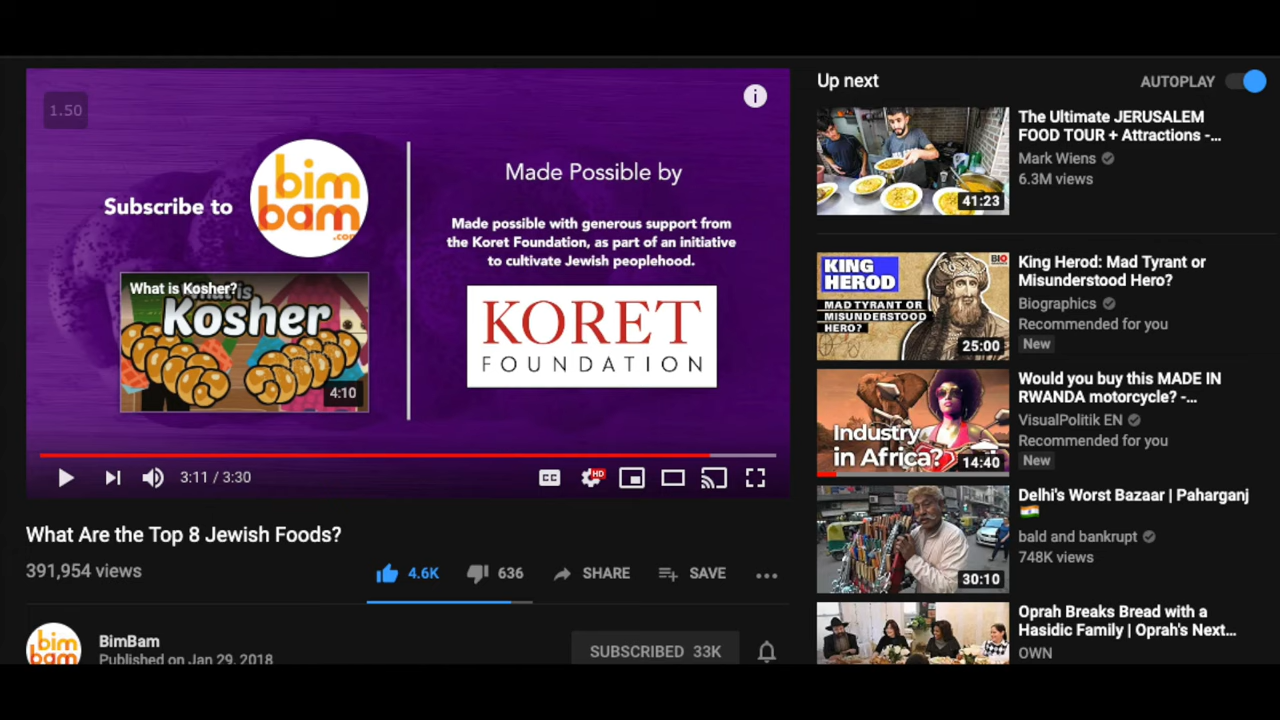 1.50
Subscribe to
bim
bam
.com
What is Kosher?
Kosher
4:10
Made Possible by
Made possible with generous support from
the Koret Foundation, as part of an initiative
to cultivate Jewish peoplehood.
KORET
FOUNDATION
3:11 / 3:30
CC
HD
What Are the Top 8 Jewish Foods?
391,954 views
4.6K
636
SHARE
SAVE
bim
bam
BimBam
Published on Jan 29, 2018
SUBSCRIBED 33K
Up next
AUTOPLAY
The Ultimate JERUSALEM
FOOD TOUR + Attractions -...
Mark Wiens
6.3M views
41:23
KING
HEROD
MAD TYRANT OR
MISUNDERSTOOD
HERO?
BIO
25:00
King Herod: Mad Tyrant or
Misunderstood Hero?
Biographics
Recommended for you
New
Industry
in Africa?
14:40
Would you buy this MADE IN
RWANDA motorcycle? -...
VisualPolitik EN
Recommended for you
New
30:10
Delhi's Worst Bazaar | Paharganj
bald and bankrupt
748K views
Oprah Breaks Bread with a
Hasidic Family | Oprah's Next...
OWN